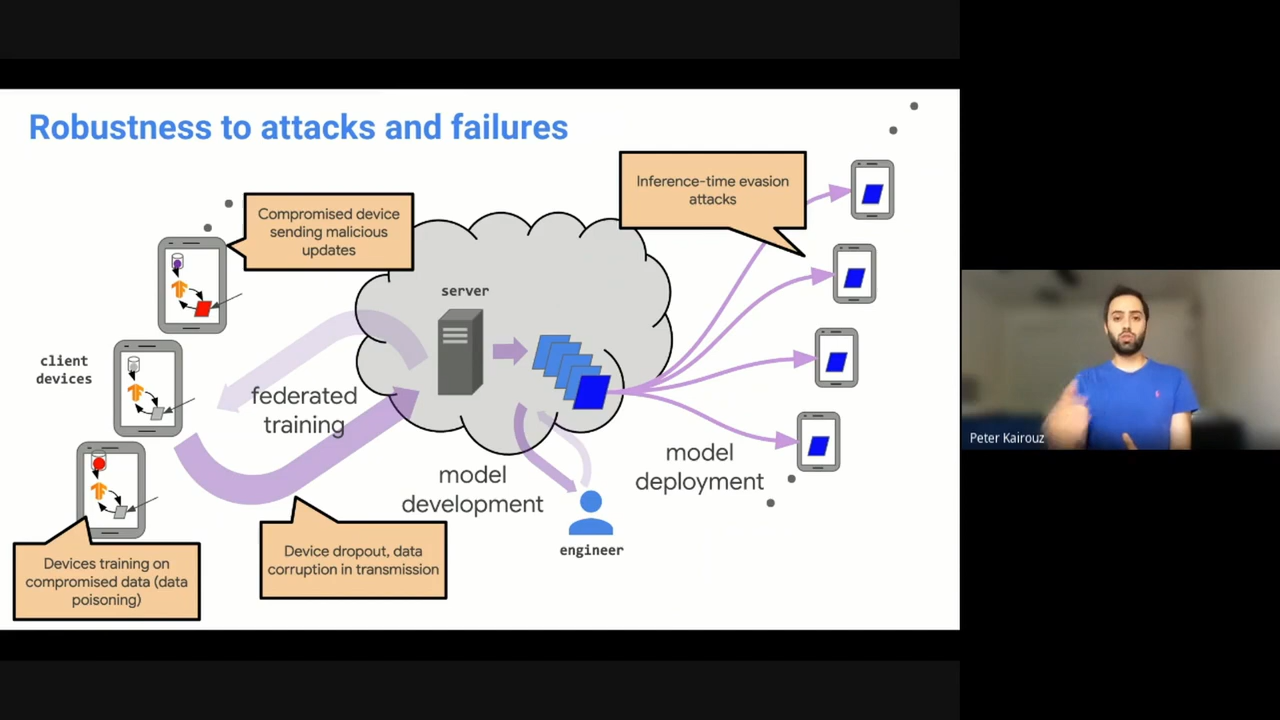 Robustness to attacks and failures
Inference-time evasion
attacks
Compromised device
sending malicious
updates
server
client
devices
federated
training
model
development
model
deployment
engineer
Device dropout, data
corruption in transmission
Devices training on
compromised data (data
poisoning)
Peter Kairouz